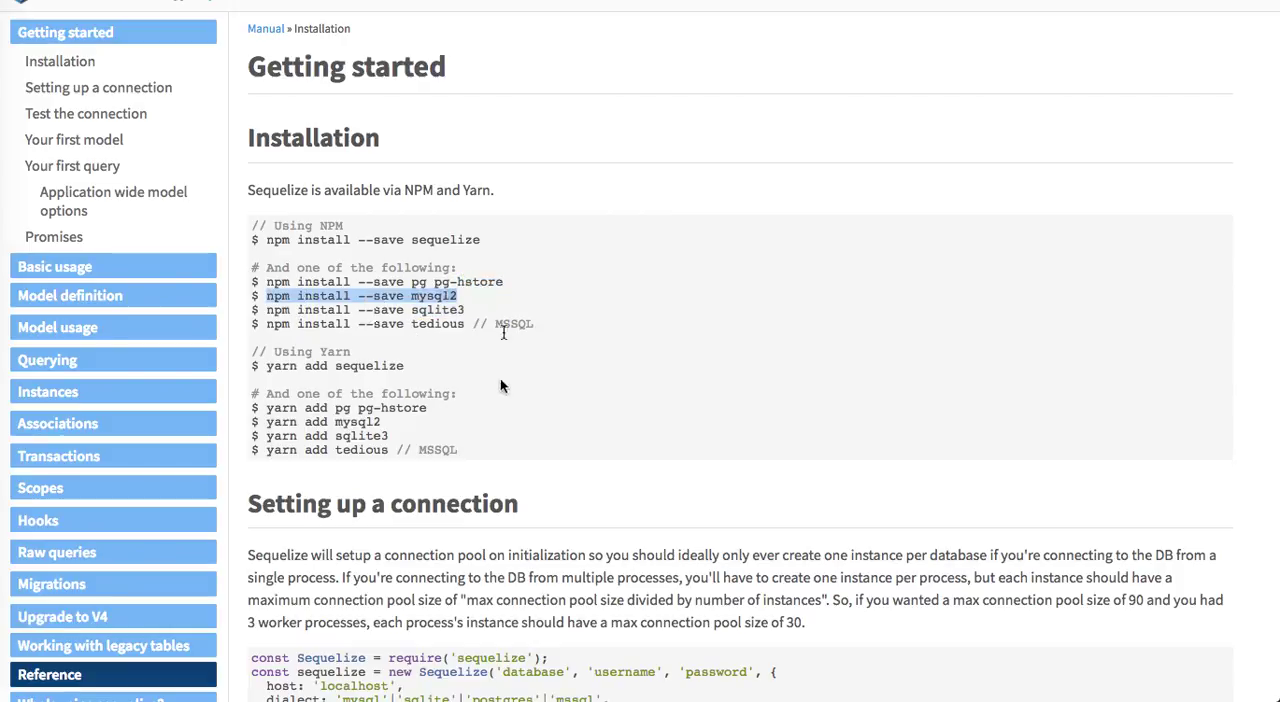 Getting started
Installation
Setting up a connection
Test the connection
Your first model
Your first query
Application wide model
options
Promises
Basic usage
Model definition
Model usage
Querying
Instances
Associations
Transactions
Scopes
Hooks
Raw queries
Migrations
Upgrade to V4
Working with legacy tables
Reference
Manual » Installation
Getting started
Installation
Sequelize is available via NPM and Yarn.
// Using NPM
$ npm install --save sequelize
# And one of the following:
$ npm install --save pg pg-hstore
$ npm install --save mysql2
$ npm install --save sqlite3
$ npm install --save tedious // MSSQL
// Using Yarn
$ yarn add sequelize
# And one of the following:
$ yarn add pg pg-hstore
$ yarn add mysql2
$ yarn add sqlite3
$ yarn add tedious // MSSQL
Setting up a connection
Sequelize will setup a connection pool on initialization so you should ideally only ever create one instance per database if you're connecting to the DB from a
single process. If you're connecting to the DB from multiple processes, you'll have to create one instance per process, but each instance should have a
maximum connection pool size of "max connection pool size divided by number of instances". So, if you wanted a max connection pool size of 90 and you had
3 worker processes, each process's instance should have a max connection pool size of 30.
const Sequelize = require('sequelize');
const sequelize = new Sequelize('database', 'username', 'password', {
host: 'localhost',
dialect: 'mysql'|'sqlite'|'postgres'|'mssql',